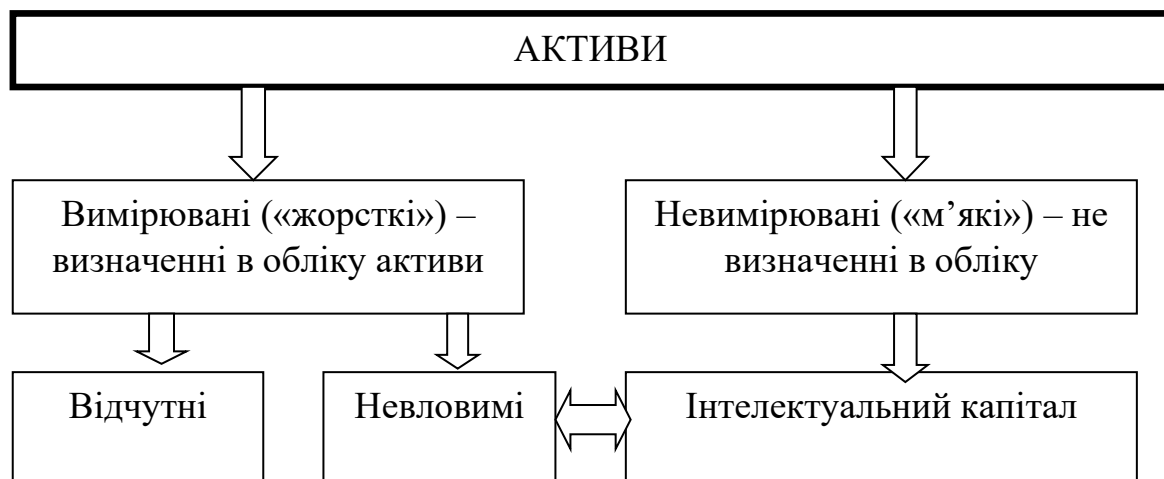 АКТИВИ
Вимірювані («жорсткі») –
визначенні в обліку активи
Невимірювані («м’які») – не
визначенні в обліку
Відчутні
Невловимі
Інтелектуальний капітал